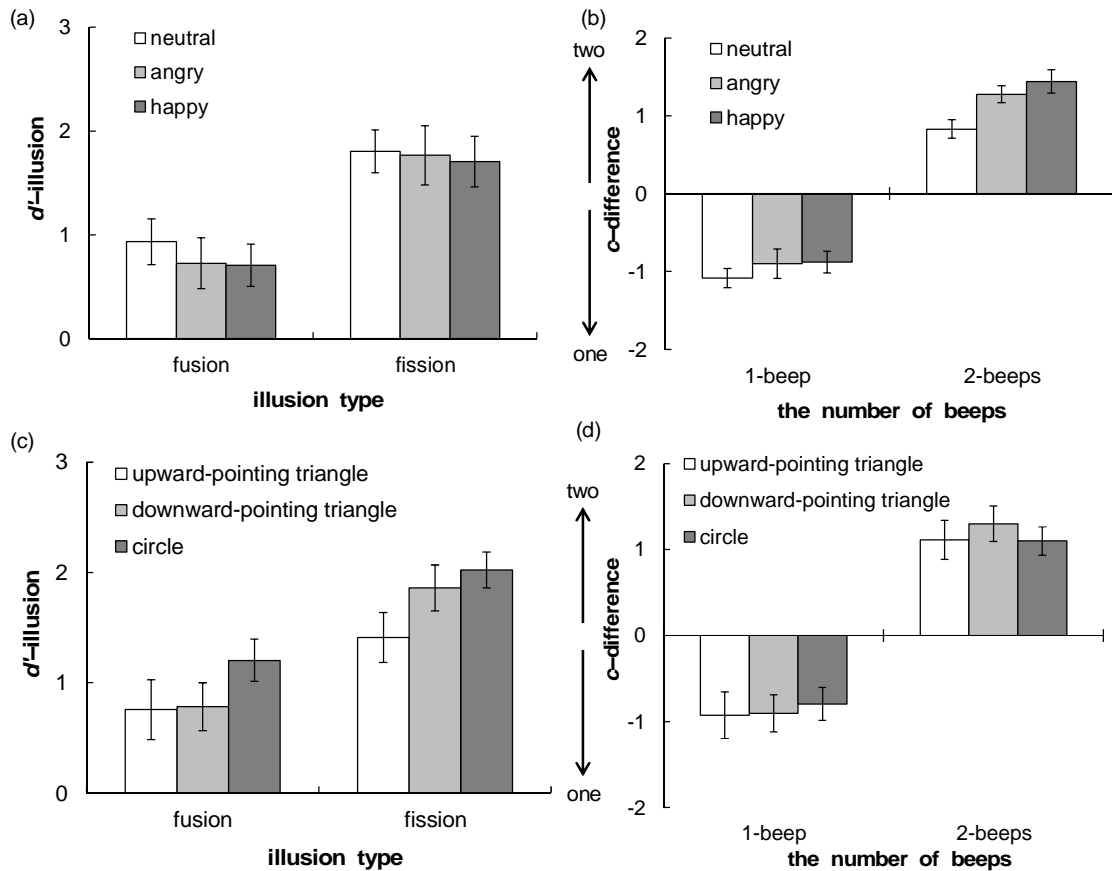 (a)
3
2
1
0
d'–illusion
neutral
angry
happy
fusion
fission
illusion type
(b)
two
one
c–difference
2
1
0
-1
-2
neutral
angry
happy
1-beep
2-beeps
the number of beeps
(c)
3
2
1
0
d'–illusion
upward-pointing triangle
downward-pointing triangle
circle
fusion
fission
illusion type
(d)
two
one
c–difference
2
1
0
-1
-2
upward-pointing triangle
downward-pointing triangle
circle
1-beep
2-beeps
the number of beeps